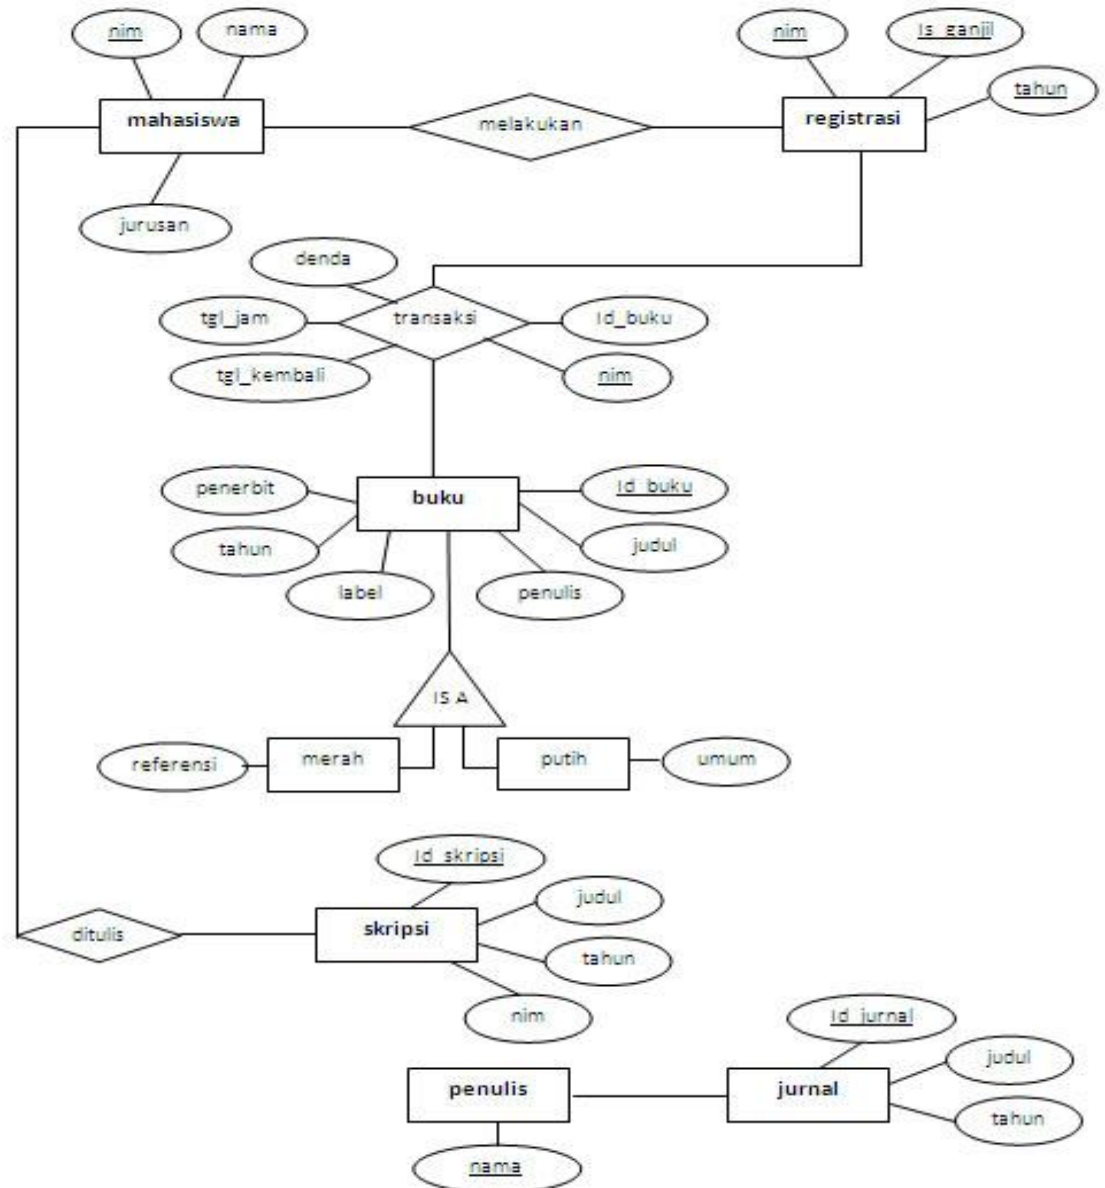 nim
nama
nim
Is_ganjil
tahun
mahasiswa
melakukan
registrasi
jurusan
denda
tgl_jam
transaksi
Id_buku
tgl_kembali
nim
penerbit
buku
Id_buku
tahun
judul
label
penulis
IS A
referensi
merah
putih
umum
Id_skripsi
judul
ditulis
skripsi
tahun
nim
Id_jurnal
judul
penulis
jurnal
tahun
nama